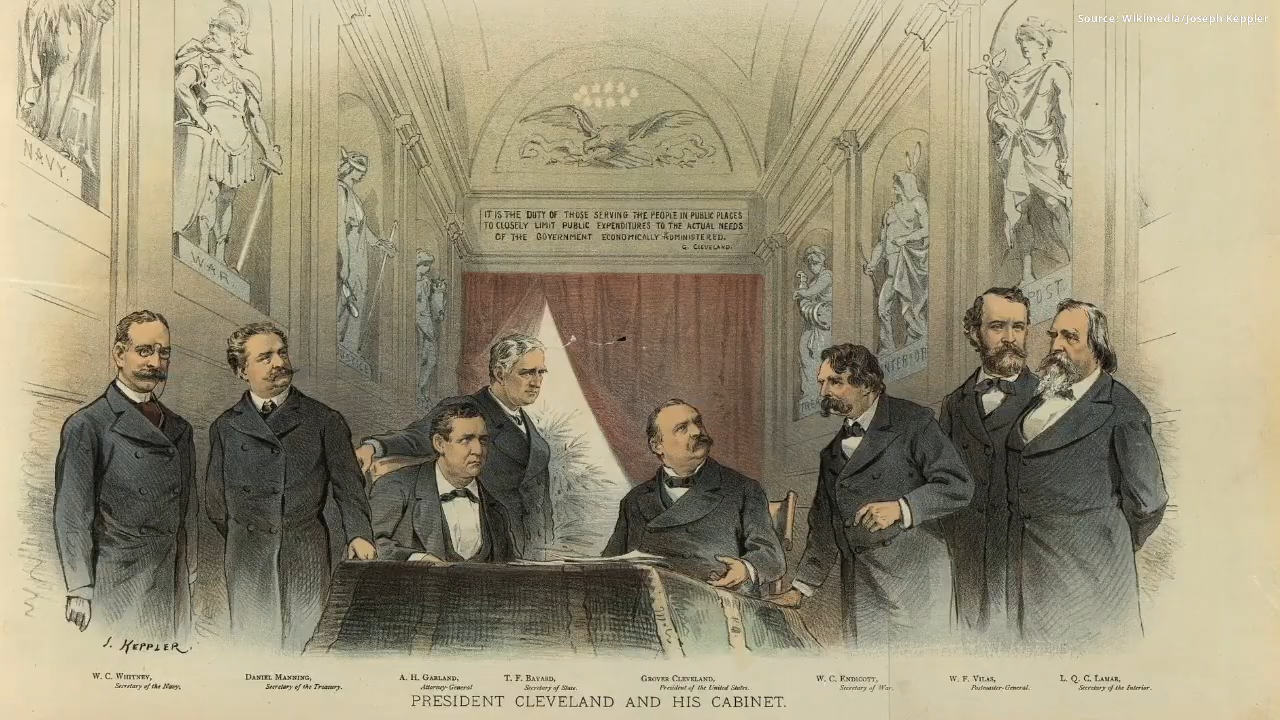 Source: Wikimedia/Joseph Keppler
NAVY.
WAR
POST.
INTERIOR
IT IS THE DUTY OF THOSE SERVING THE PEOPLE IN PUBLIC PLACES
TO CLOSELY LIMIT PUBLIC EXPENDITURES TO THE ACTUAL NEEDS
OF THE GOVERNMENT ECONOMICALLY ADMINISTERED.
G. CLEVELAND.
J. KEPPLER.
W. C. WHITNEY,
Secretary of the Navy.
DANIEL MANNING,
Secretary of the Treasury.
A. H. GARLAND,
Attorney-General
T. F. BAYARD,
Secretary of State.
GROVER CLEVELAND,
President of the United States.
W. C. ENDICOTT,
Secretary of War.
W. F. VILAS,
Postmaster-General.
L. Q. C. LAMAR,
Secretary of the Interior.
PRESIDENT CLEVELAND AND HIS CABINET.